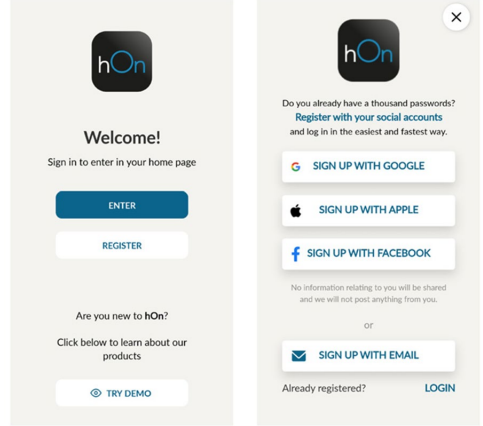 hOn
Welcome!
Sign in to enter in your home page
ENTER
REGISTER
Are you new to hOn?
Click below to learn about our
products
TRY DEMO
hOn
Do you already have a thousand passwords?
Register with your social accounts
and log in in the easiest and fastest way.
SIGN UP WITH GOOGLE
SIGN UP WITH APPLE
SIGN UP WITH FACEBOOK
No information relating to you will be shared
and we will not post anything from you.
or
SIGN UP WITH EMAIL
Already registered? LOGIN